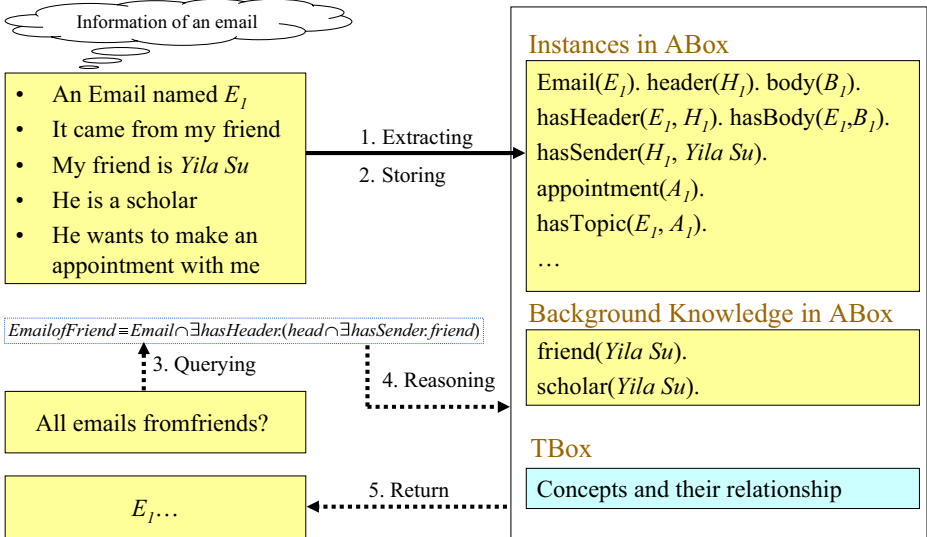 Information of an email
• An Email named E₁
• It came from my friend
• My friend is Yila Su
• He is a scholar
• He wants to make an
appointment with me
1. Extracting
2. Storing
Instances in ABox
Email(E₁). header(H₁). body(B₁).
hasHeader(E₁, H₁). hasBody(E₁,B₁).
hasSender(H₁, Yila Su).
appointment(A₁).
hasTopic(E₁, A₁).
…
EmailofFriend≡Email∩∃hasHeader.(head∩∃hasSender.friend)
3. Querying
4. Reasoning
All emails fromfriends?
Background Knowledge in ABox
friend(Yila Su).
scholar(Yila Su).
TBox
Concepts and their relationship
5. Return
E₁…